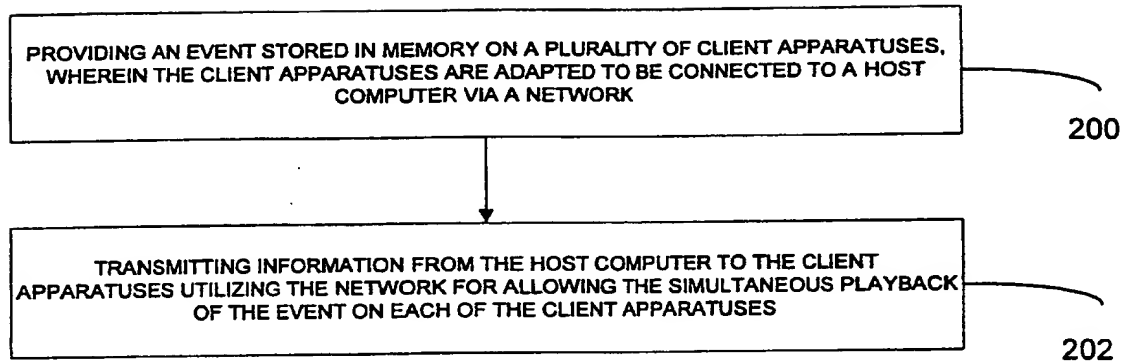 PROVIDING AN EVENT STORED IN MEMORY ON A PLURALITY OF CLIENT APPARATUSES,
WHEREIN THE CLIENT APPARATUSES ARE ADAPTED TO BE CONNECTED TO A HOST
COMPUTER VIA A NETWORK
200
TRANSMITTING INFORMATION FROM THE HOST COMPUTER TO THE CLIENT
APPARATUSES UTILIZING THE NETWORK FOR ALLOWING THE SIMULTANEOUS PLAYBACK
OF THE EVENT ON EACH OF THE CLIENT APPARATUSES
202